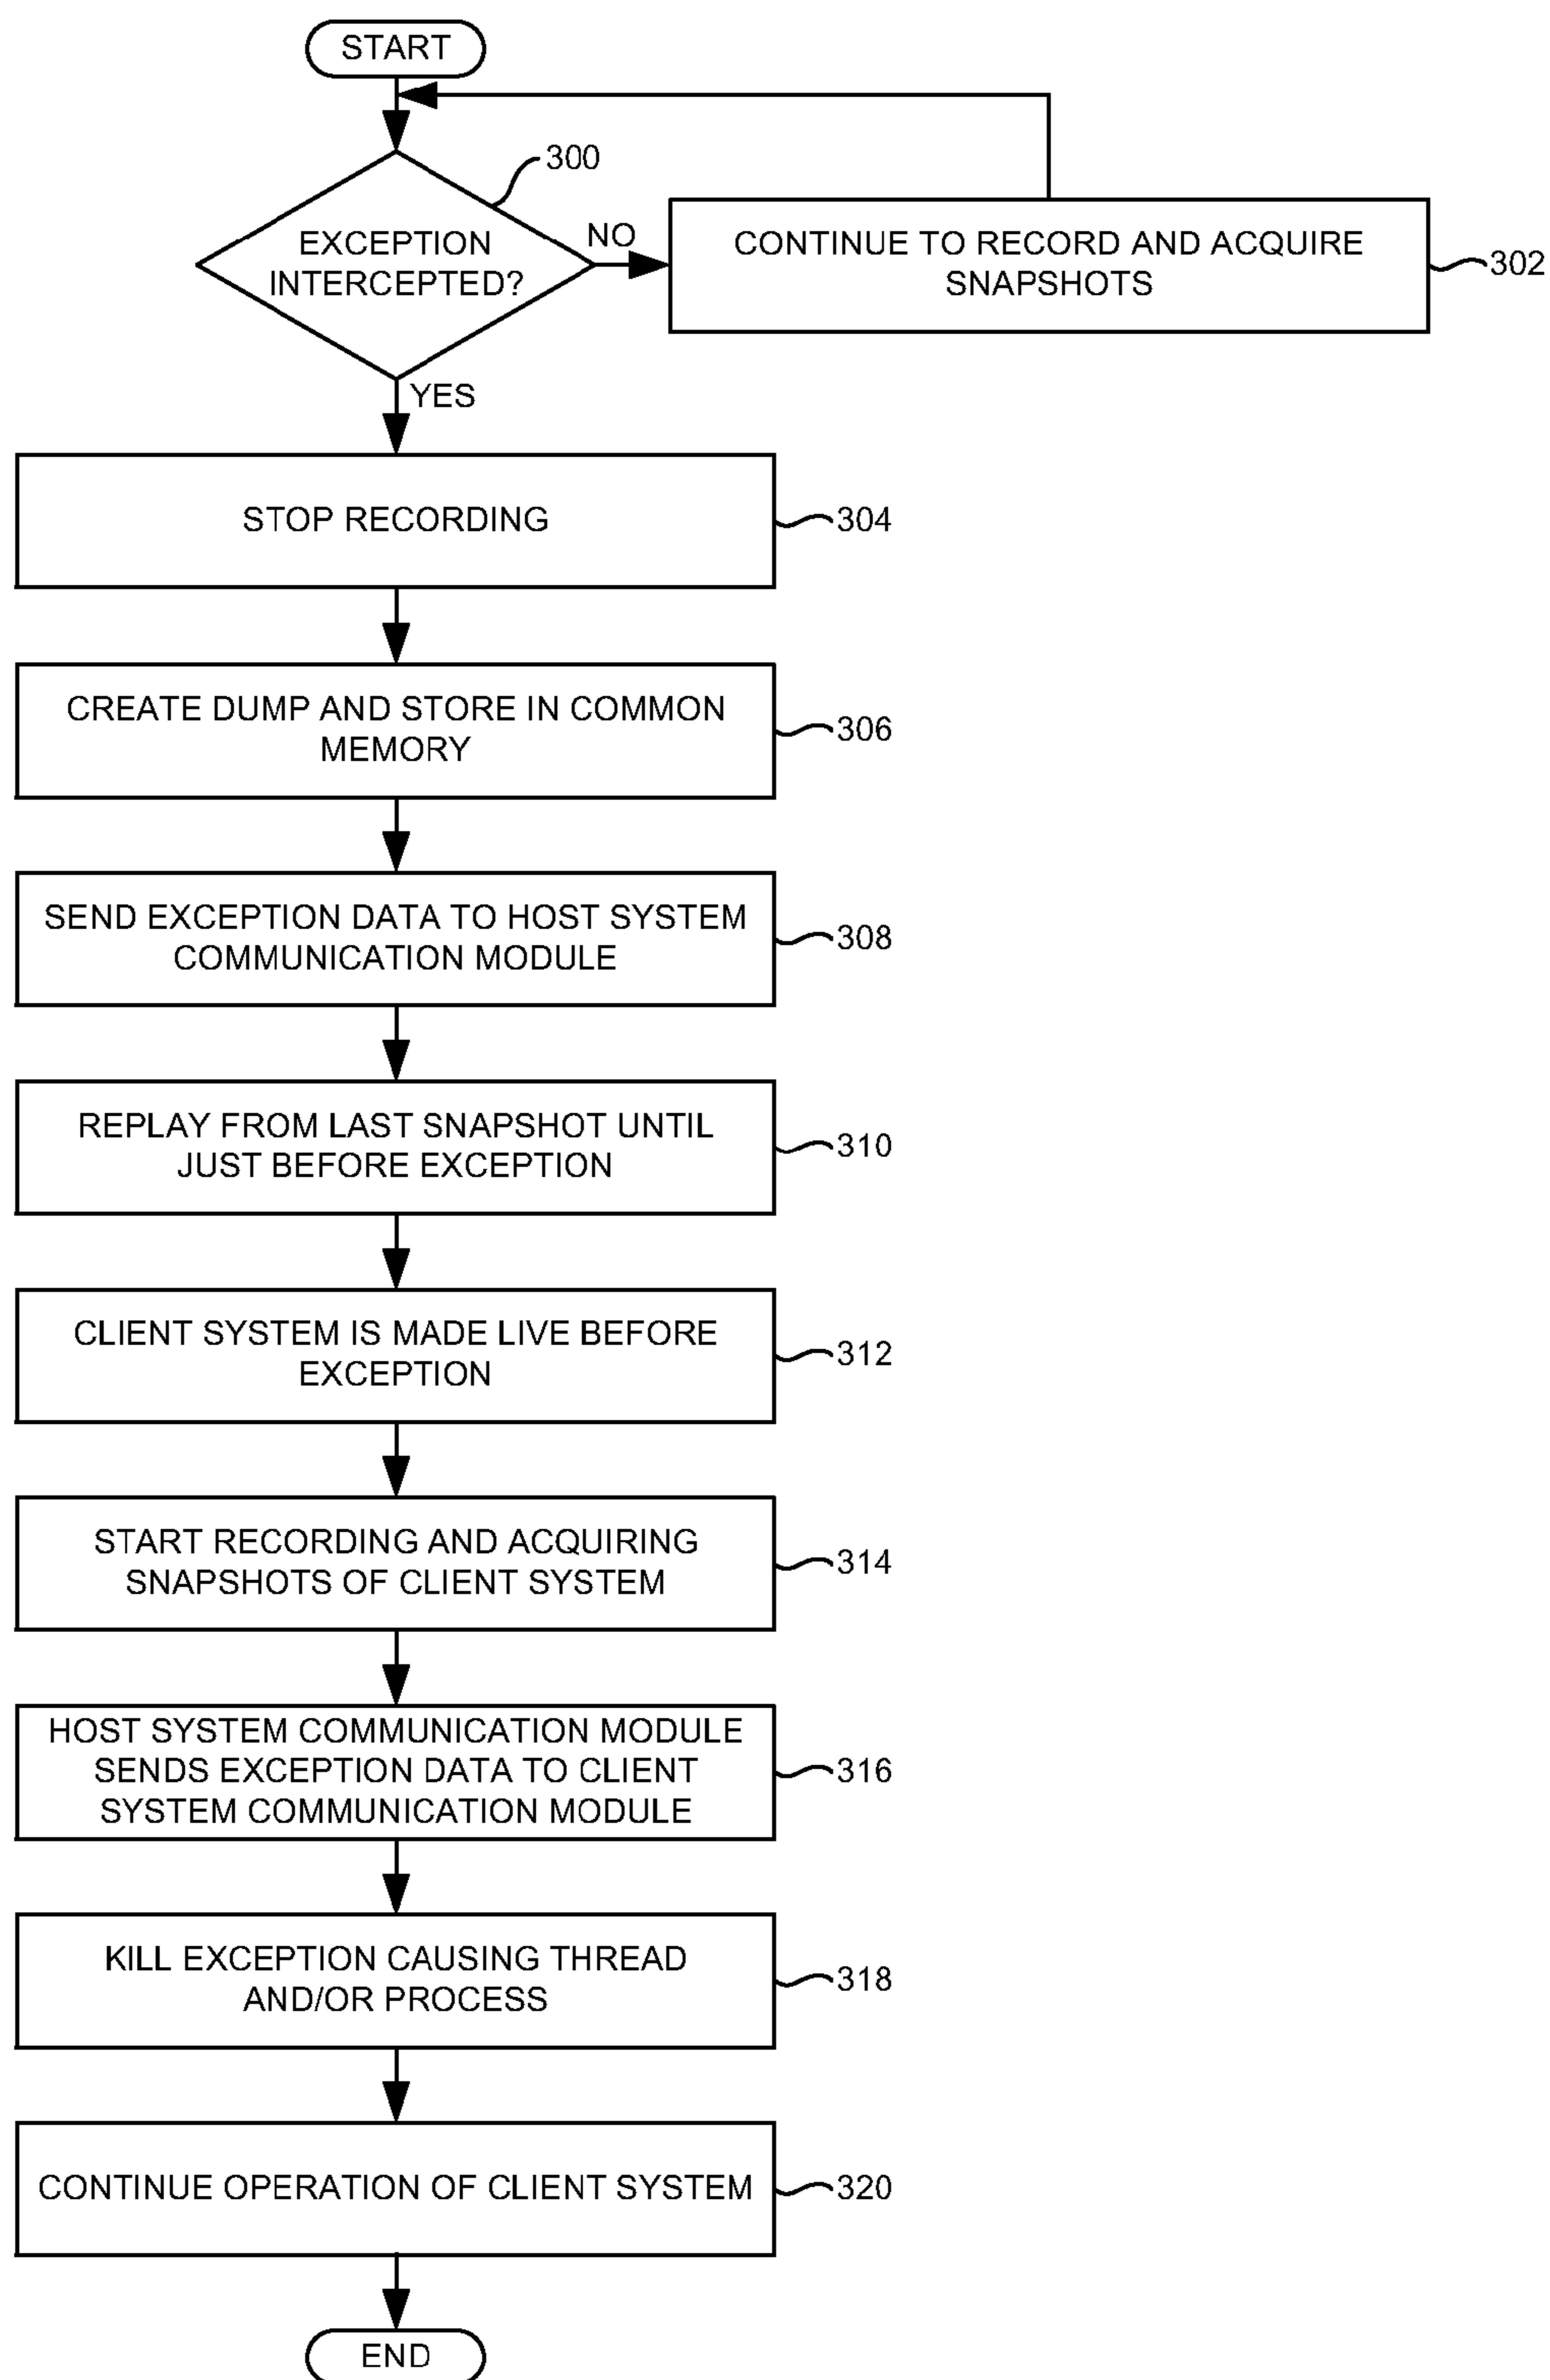 START
300
EXCEPTION
INTERCEPTED?
NO
CONTINUE TO RECORD AND ACQUIRE
SNAPSHOTS
302
YES
STOP RECORDING
304
CREATE DUMP AND STORE IN COMMON
MEMORY
306
SEND EXCEPTION DATA TO HOST SYSTEM
COMMUNICATION MODULE
308
REPLAY FROM LAST SNAPSHOT UNTIL
JUST BEFORE EXCEPTION
310
CLIENT SYSTEM IS MADE LIVE BEFORE
EXCEPTION
312
START RECORDING AND ACQUIRING
SNAPSHOTS OF CLIENT SYSTEM
314
HOST SYSTEM COMMUNICATION MODULE
SENDS EXCEPTION DATA TO CLIENT
SYSTEM COMMUNICATION MODULE
316
KILL EXCEPTION CAUSING THREAD
AND/OR PROCESS
318
CONTINUE OPERATION OF CLIENT SYSTEM
320
END